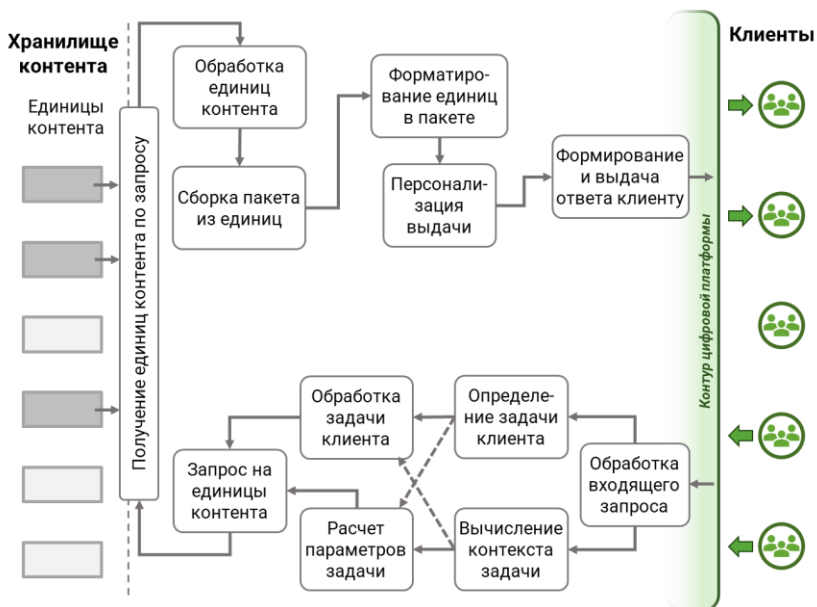 Хранилище
контента
Единицы
контента
Получение единиц контента по запросу
Обработка
единиц
контента
Сборка пакета
из единиц
Форматиро-
вание единиц
в пакете
Персонали-
зация
выдачи
Формирование
и выдача
ответа клиенту
Контур цифровой платформы
Клиенты
Обработка
задачи
клиента
Определе-
ние задачи
клиента
Запрос на
единицы
контента
Обработка
входящего
запроса
Расчет
параметров
задачи
Вычисление
контекста
задачи